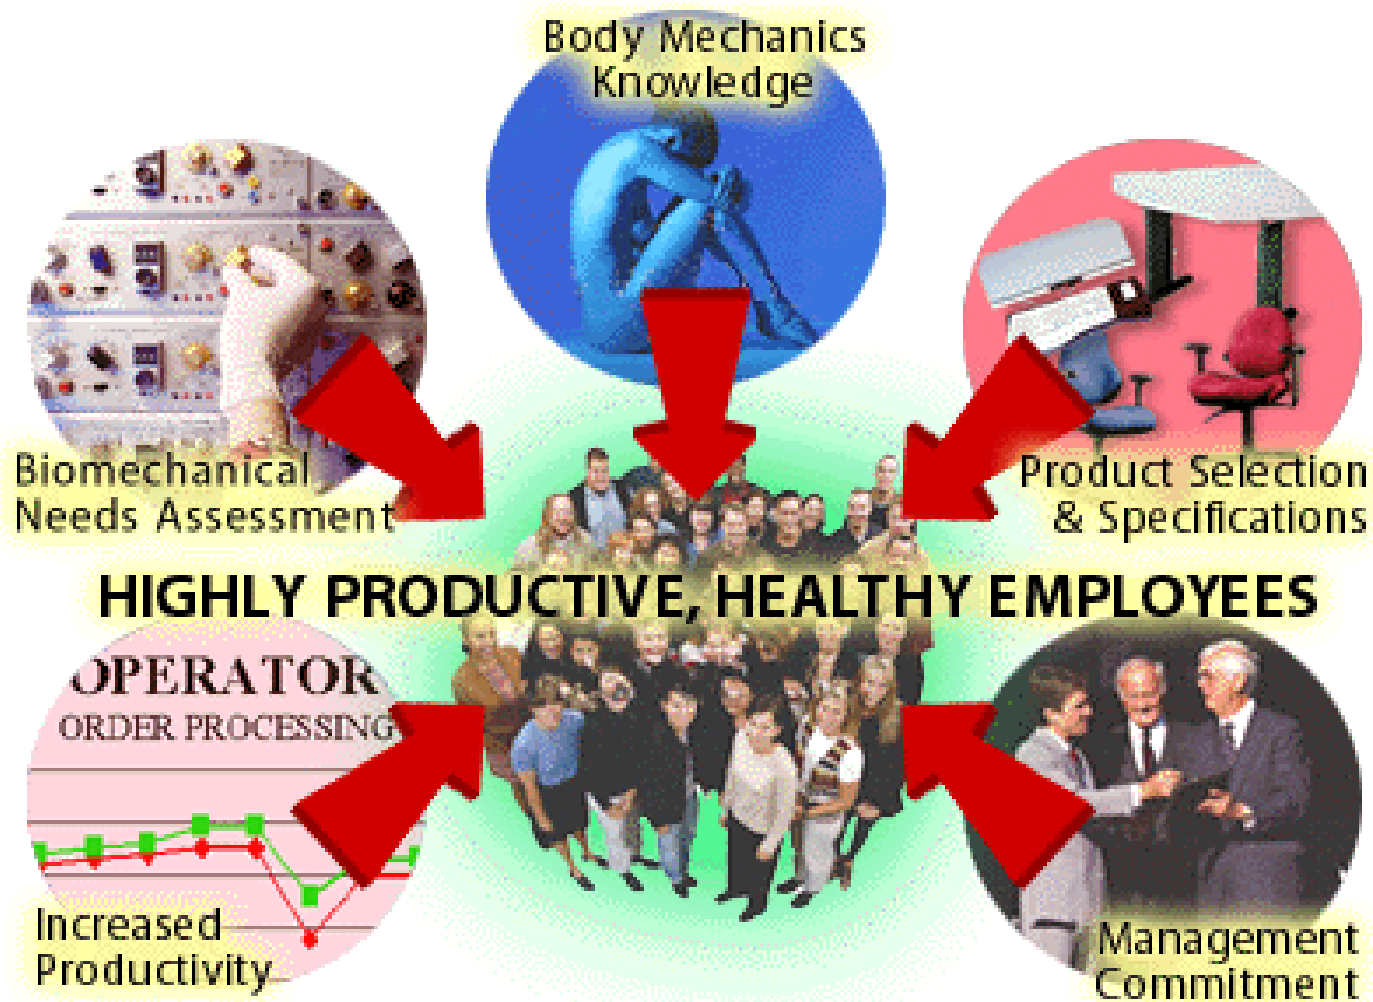 Body Mechanics
Knowledge
Biomechanical
Needs Assessment
Product Selection
& Specifications
HIGHLY PRODUCTIVE, HEALTHY EMPLOYEES
OPERATOR
ORDER PROCESSING
Increased
Productivity
Management
Commitment